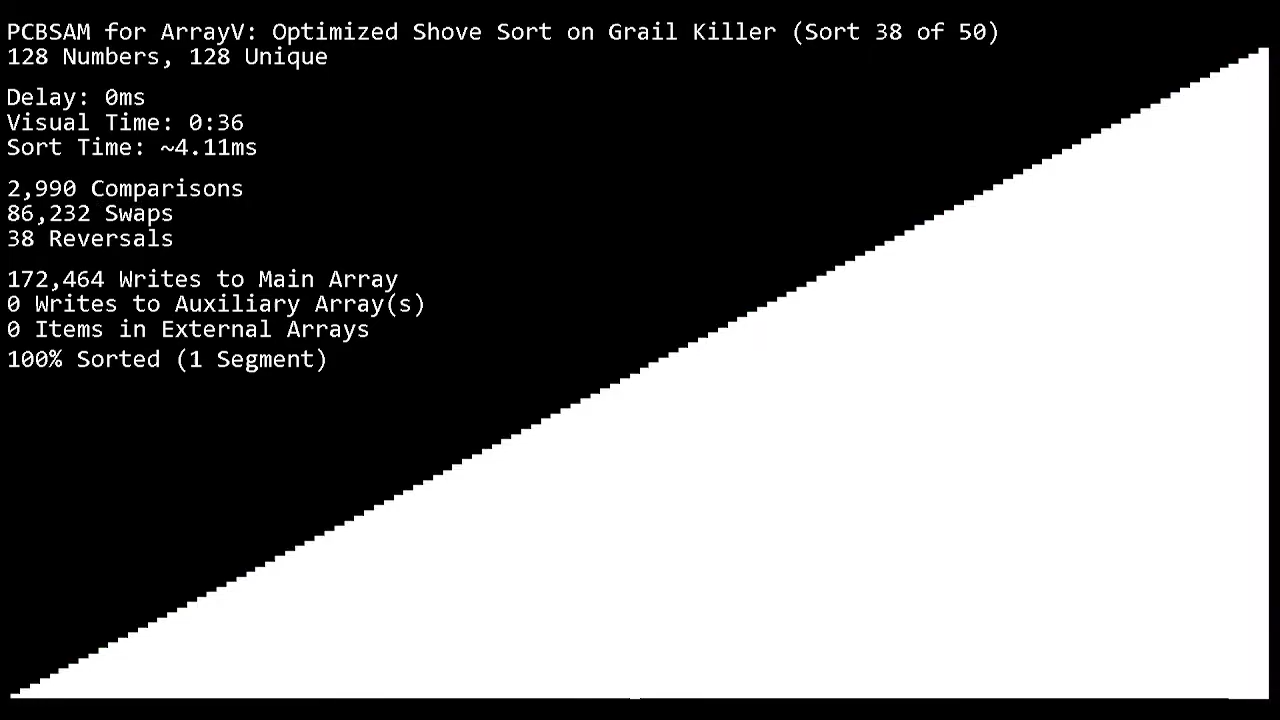 PCBSAM for ArrayV: Optimized Shove Sort on Grail Killer (Sort 38 of 50)
128 Numbers, 128 Unique
Delay: 0ms
Visual Time: 0:36
Sort Time: ~4.11ms
2,990 Comparisons
86,232 Swaps
38 Reversals
172,464 Writes to Main Array
0 Writes to Auxiliary Array(s)
0 Items in External Arrays
100% Sorted (1 Segment)